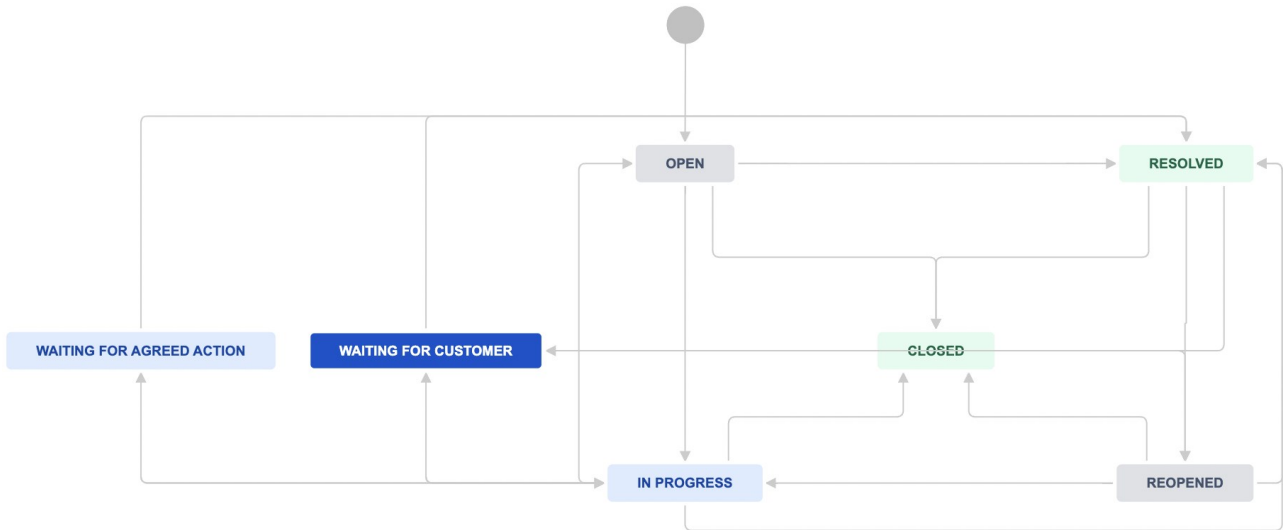 OPEN
RESOLVED
WAITING FOR AGREED ACTION
WAITING FOR CUSTOMER
CLOSED
IN PROGRESS
REOPENED